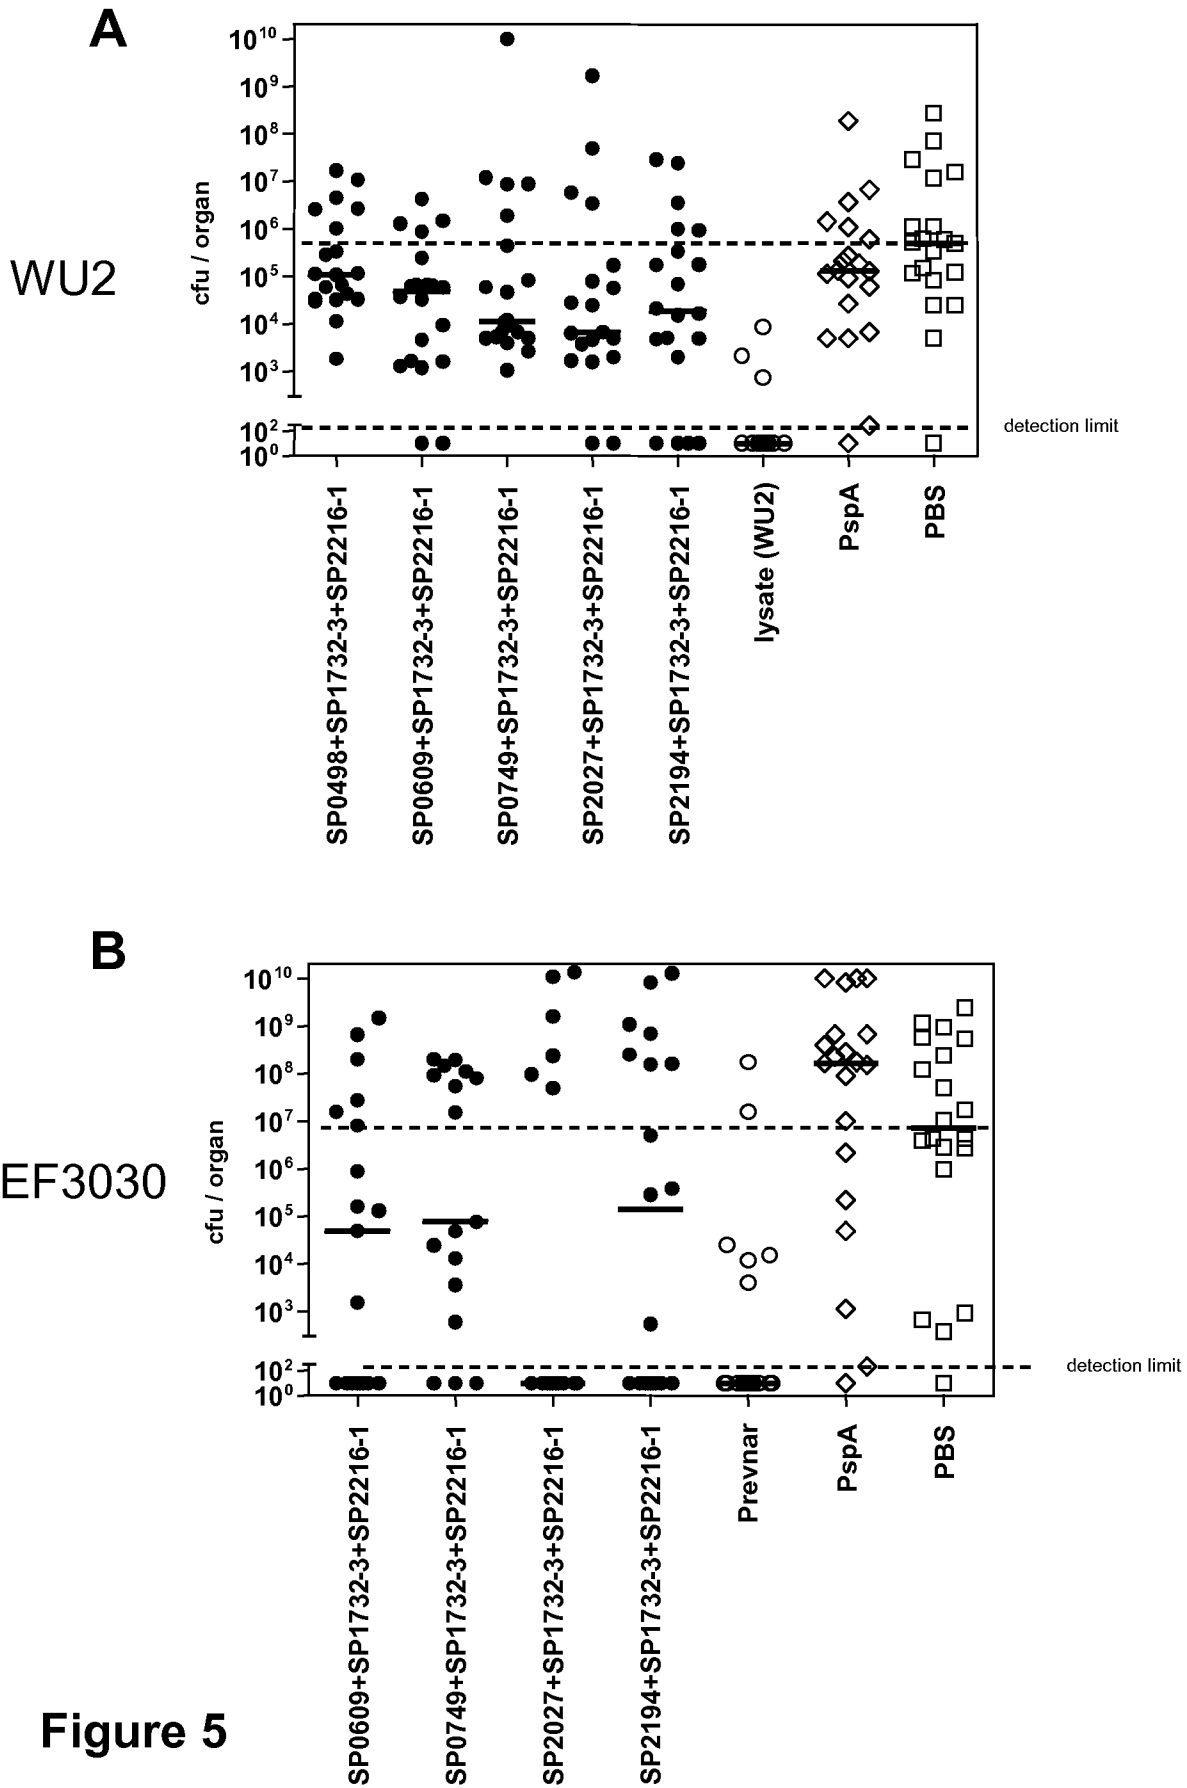 A
WU2
cfu / organ
10^10
10^9
10^8
10^7
10^6
10^5
10^4
10^3
10^2
10^0
detection limit
SP0498+SP1732-3+SP2216-1
SP0609+SP1732-3+SP2216-1
SP0749+SP1732-3+SP2216-1
SP2027+SP1732-3+SP2216-1
SP2194+SP1732-3+SP2216-1
lysate (WU2)
PspA
PBS
B
EF3030
cfu / organ
10^10
10^9
10^8
10^7
10^6
10^5
10^4
10^3
10^2
10^0
detection limit
SP0609+SP1732-3+SP2216-1
SP0749+SP1732-3+SP2216-1
SP2027+SP1732-3+SP2216-1
SP2194+SP1732-3+SP2216-1
Prevnar
PspA
PBS
Figure 5